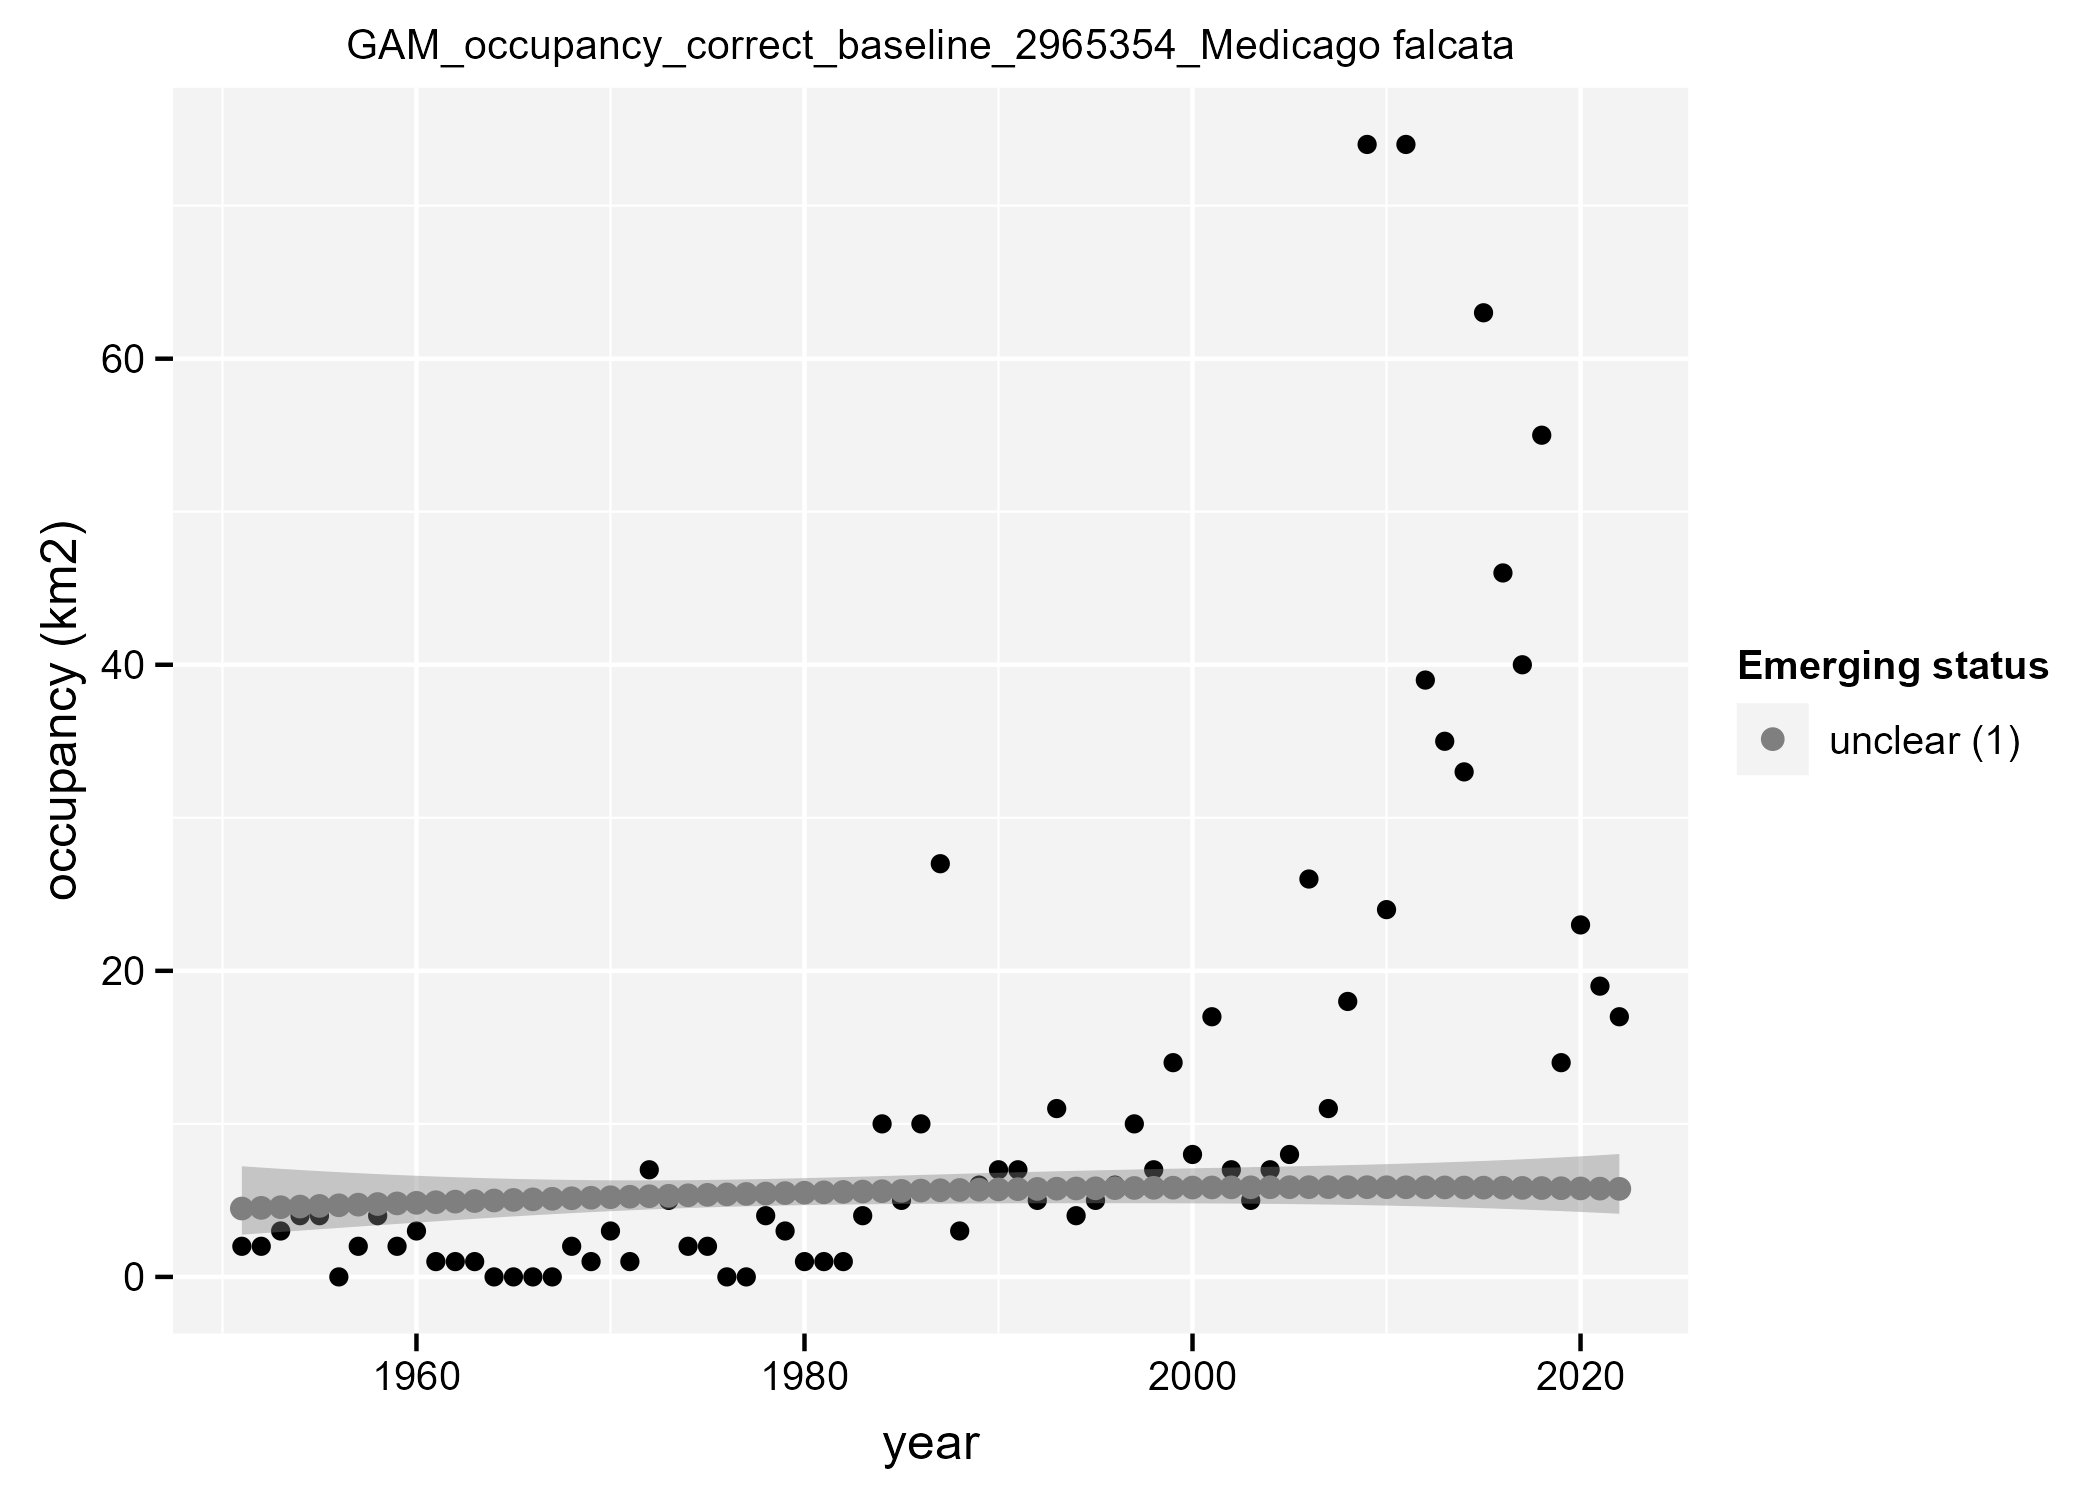 GAM_occupancy_correct_baseline_2965354_Medicago falcata
occupancy (km2)
60
40
20
0
1960 1980 2000 2020
year
Emerging status
unclear (1)